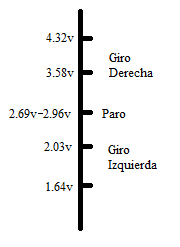 4.32v
Giro
3.58v
Derecha
2.69v-2.96v
Paro
2.03v
Giro
Izquierda
1.64v